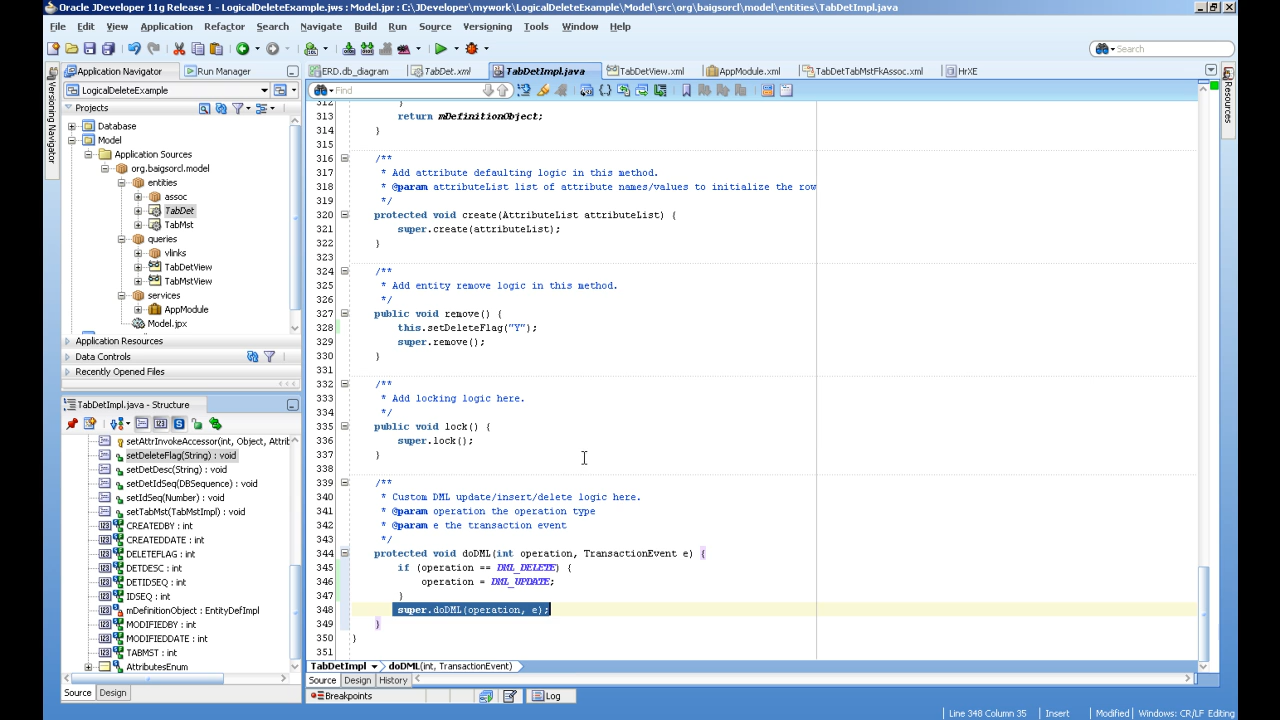 Oracle JDeveloper 11g Release 1 - LogicalDeleteExample.jws : Model.jpr : C:\JDeveloper\mywork\LogicalDeleteExample\Model\src\org\baigsorcl\model\entities\TabDetImpl.java
File Edit View Application Refactor Search Navigate Build Run Source Versioning Tools Window Help
Search
Application Navigator Run Manager
ERD.db_diagram TabDet.xml TabDetImpl.java TabDetView.xml AppModule.xml TabDetTabMstFkAssoc.xml HrXE
Versioning Navigator
Resources
LogicalDeleteExample
Find
Projects
Database
Model
Application Sources
org.baigsorcl.model
entities
assoc
TabDet
TabMst
queries
vlinks
TabDetView
TabMstView
services
AppModule
Model.jpx
Application Resources
Data Controls
Recently Opened Files
TabDetImpl.java - Structure
setAttrInvokeAccessor(int, Object, Attrib
setDeleteFlag(String) : void
setDetDesc(String) : void
setDetIdSeq(DBSequence) : void
setIdSeq(Number) : void
setTabMst(TabMstImpl) : void
CREATEDBY : int
CREATEDDATE : int
DELETEFLAG : int
DETDESC : int
DETIDSEQ : int
IDSEQ : int
mDefinitionObject : EntityDefImpl
MODIFIEDBY : int
MODIFIEDDATE : int
TABMST : int
AttributesEnum
Source Design
312 }
313 return mDefinitionObject;
314 }
315
316 /**
317 * Add attribute defaulting logic in this method.
318 * @param attributeList list of attribute names/values to initialize the row
319 */
320 protected void create(AttributeList attributeList) {
321 super.create(attributeList);
322 }
323
324 /**
325 * Add entity remove logic in this method.
326 */
327 public void remove() {
328 this.setDeleteFlag("Y");
329 super.remove();
330 }
331
332 /**
333 * Add locking logic here.
334 */
335 public void lock() {
336 super.lock();
337 }
338
339 /**
340 * Custom DML update/insert/delete logic here.
341 * @param operation the operation type
342 * @param e the transaction event
343 */
344 protected void doDML(int operation, TransactionEvent e) {
345 if (operation == DML_DELETE) {
346 operation = DML_UPDATE;
347 }
348 super.doDML(operation, e);
349 }
350 }
351
TabDetImpl doDML(int, TransactionEvent)
Source Design History
Breakpoints Log
Line 348 Column 35 Insert Modified Windows: CR/LF Editing